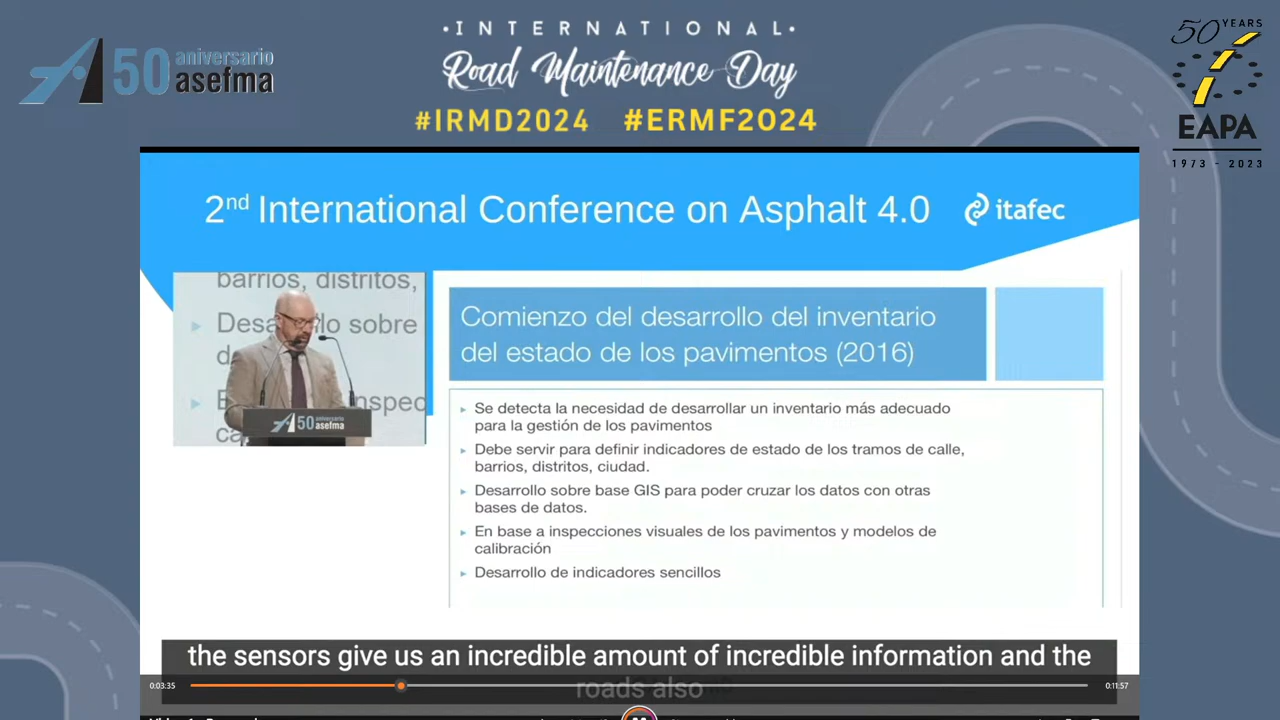 50 aniversario
asefma
•INTERNATIONAL•
Road Maintenance Day
#IRMD2024 #ERMF2024
50 YEARS
EAPA
1973 - 2023
2nd International Conference on Asphalt 4.0
itafec
barrios, distritos,
lo sobre
50 aniversario
asefma
Comienzo del desarrollo del inventario
del estado de los pavimentos (2016)
▸ Se detecta la necesidad de desarrollar un inventario más adecuado
para la gestión de los pavimentos
▸ Debe servir para definir indicadores de estado de los tramos de calle,
barrios, distritos, ciudad.
▸ Desarrollo sobre base GIS para poder cruzar los datos con otras
bases de datos.
▸ En base a inspecciones visuales de los pavimentos y modelos de
calibración
▸ Desarrollo de indicadores sencillos
the sensors give us an incredible amount of incredible information and the
roads also
0:03:35
0:11:57